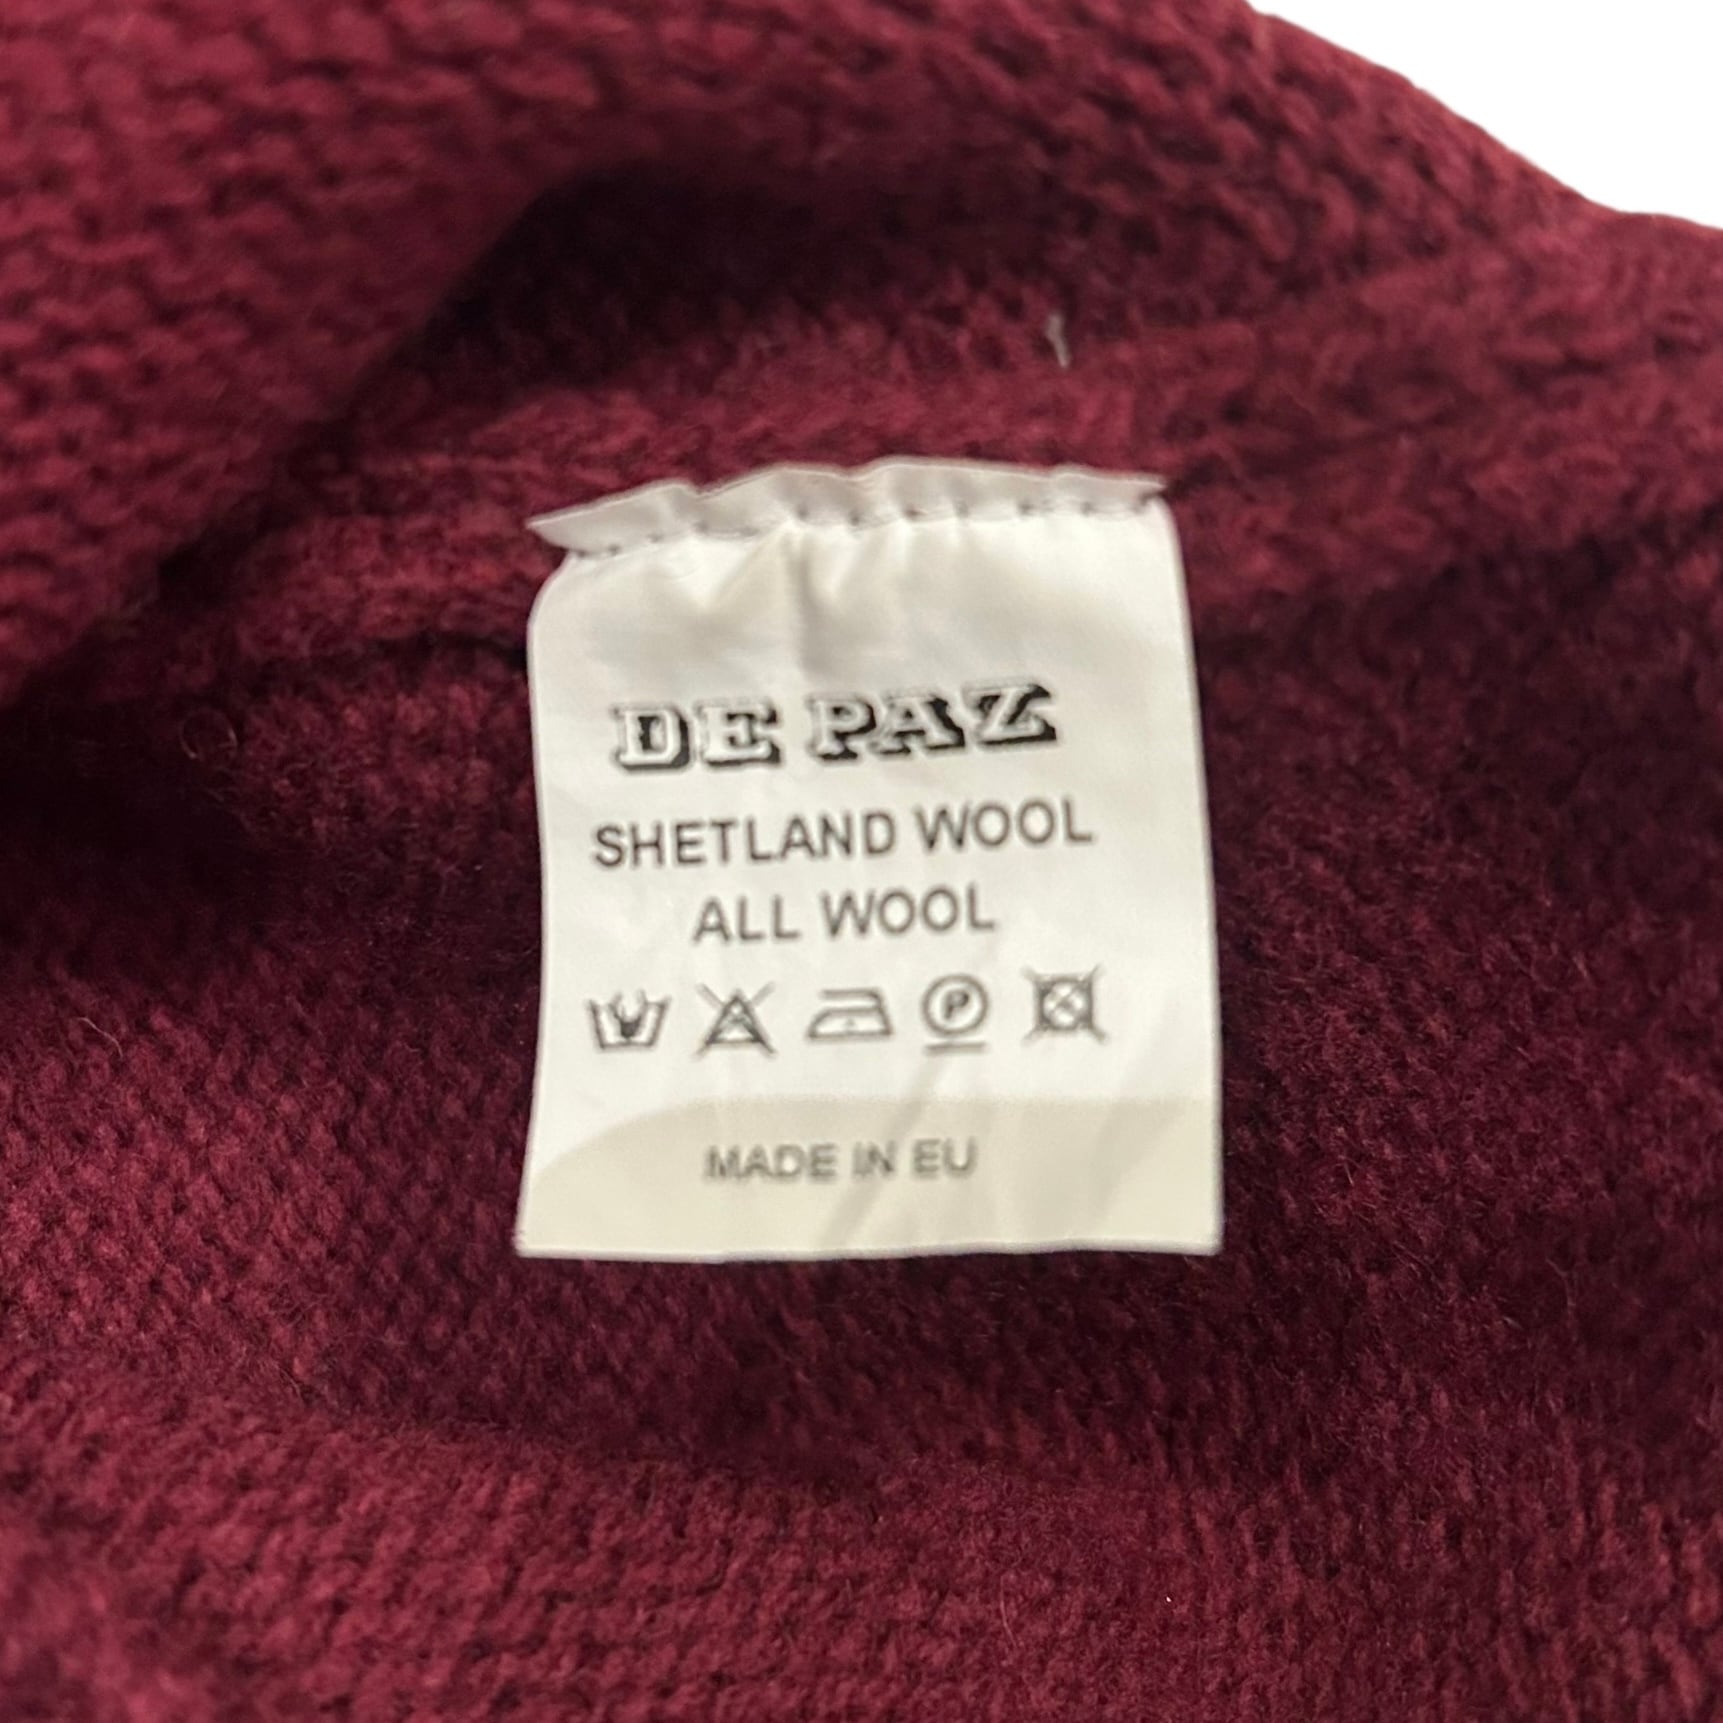 DE PAZ
SHETLAND WOOL
ALL WOOL
P
MADE IN EU